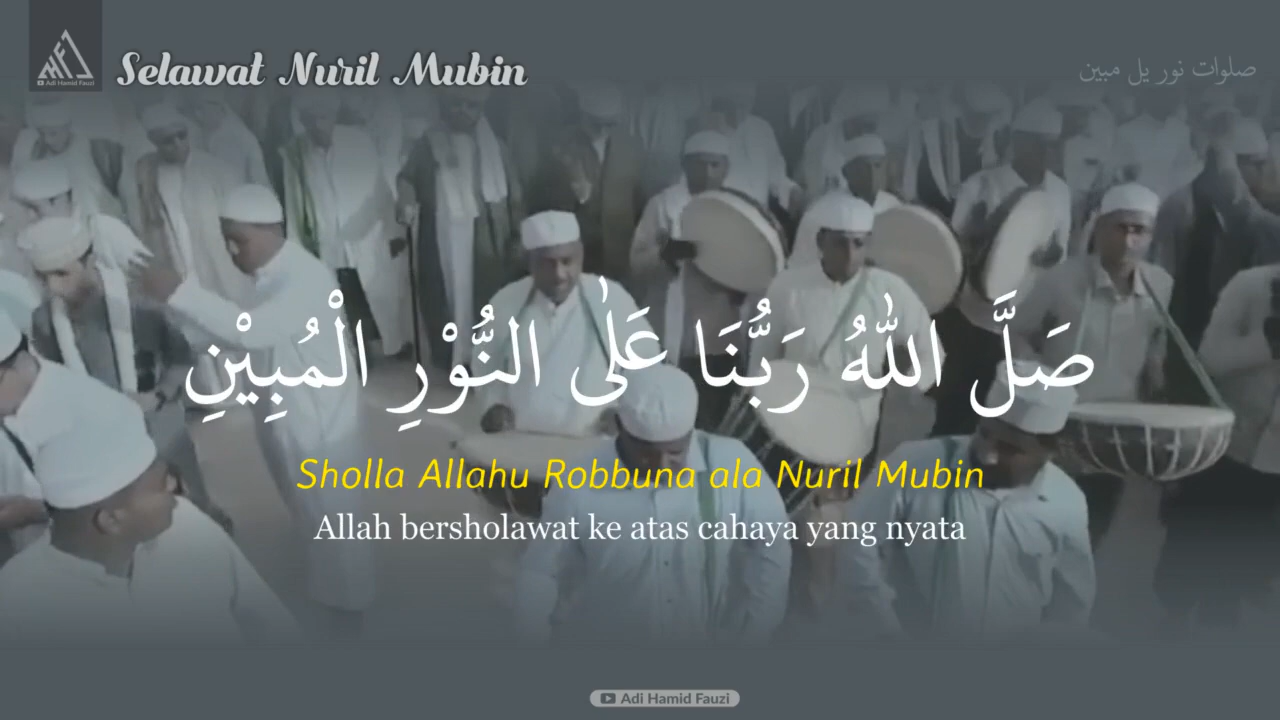 Adi Hamid Fauzi
Selawat Nuril Mubin
صلوات نور يل مبين
صَلَّ اللهُ رَبُّنَا عَلٰى النُّوْرِ الْمُبِيْنِ
Sholla Allahu Robbuna ala Nuril Mubin
Allah bersholawat ke atas cahaya yang nyata
Adi Hamid Fauzi